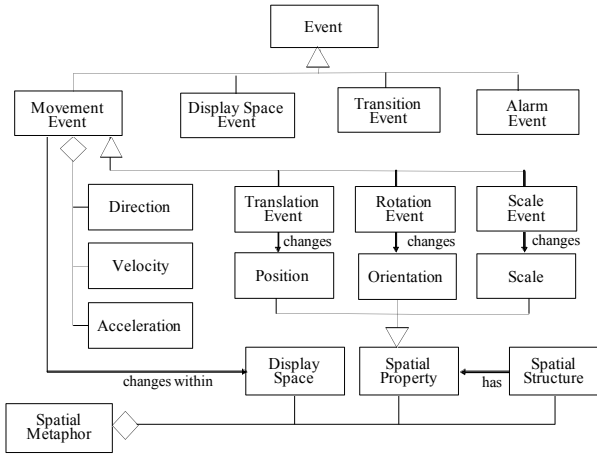 Event
Movement
Event
Display Space
Event
Transition
Event
Alarm
Event
Direction
Velocity
Acceleration
Translation
Event
Rotation
Event
Scale
Event
changes
changes
changes
Position
Orientation
Scale
changes within
Display
Space
Spatial
Property
has
Spatial
Structure
Spatial
Metaphor